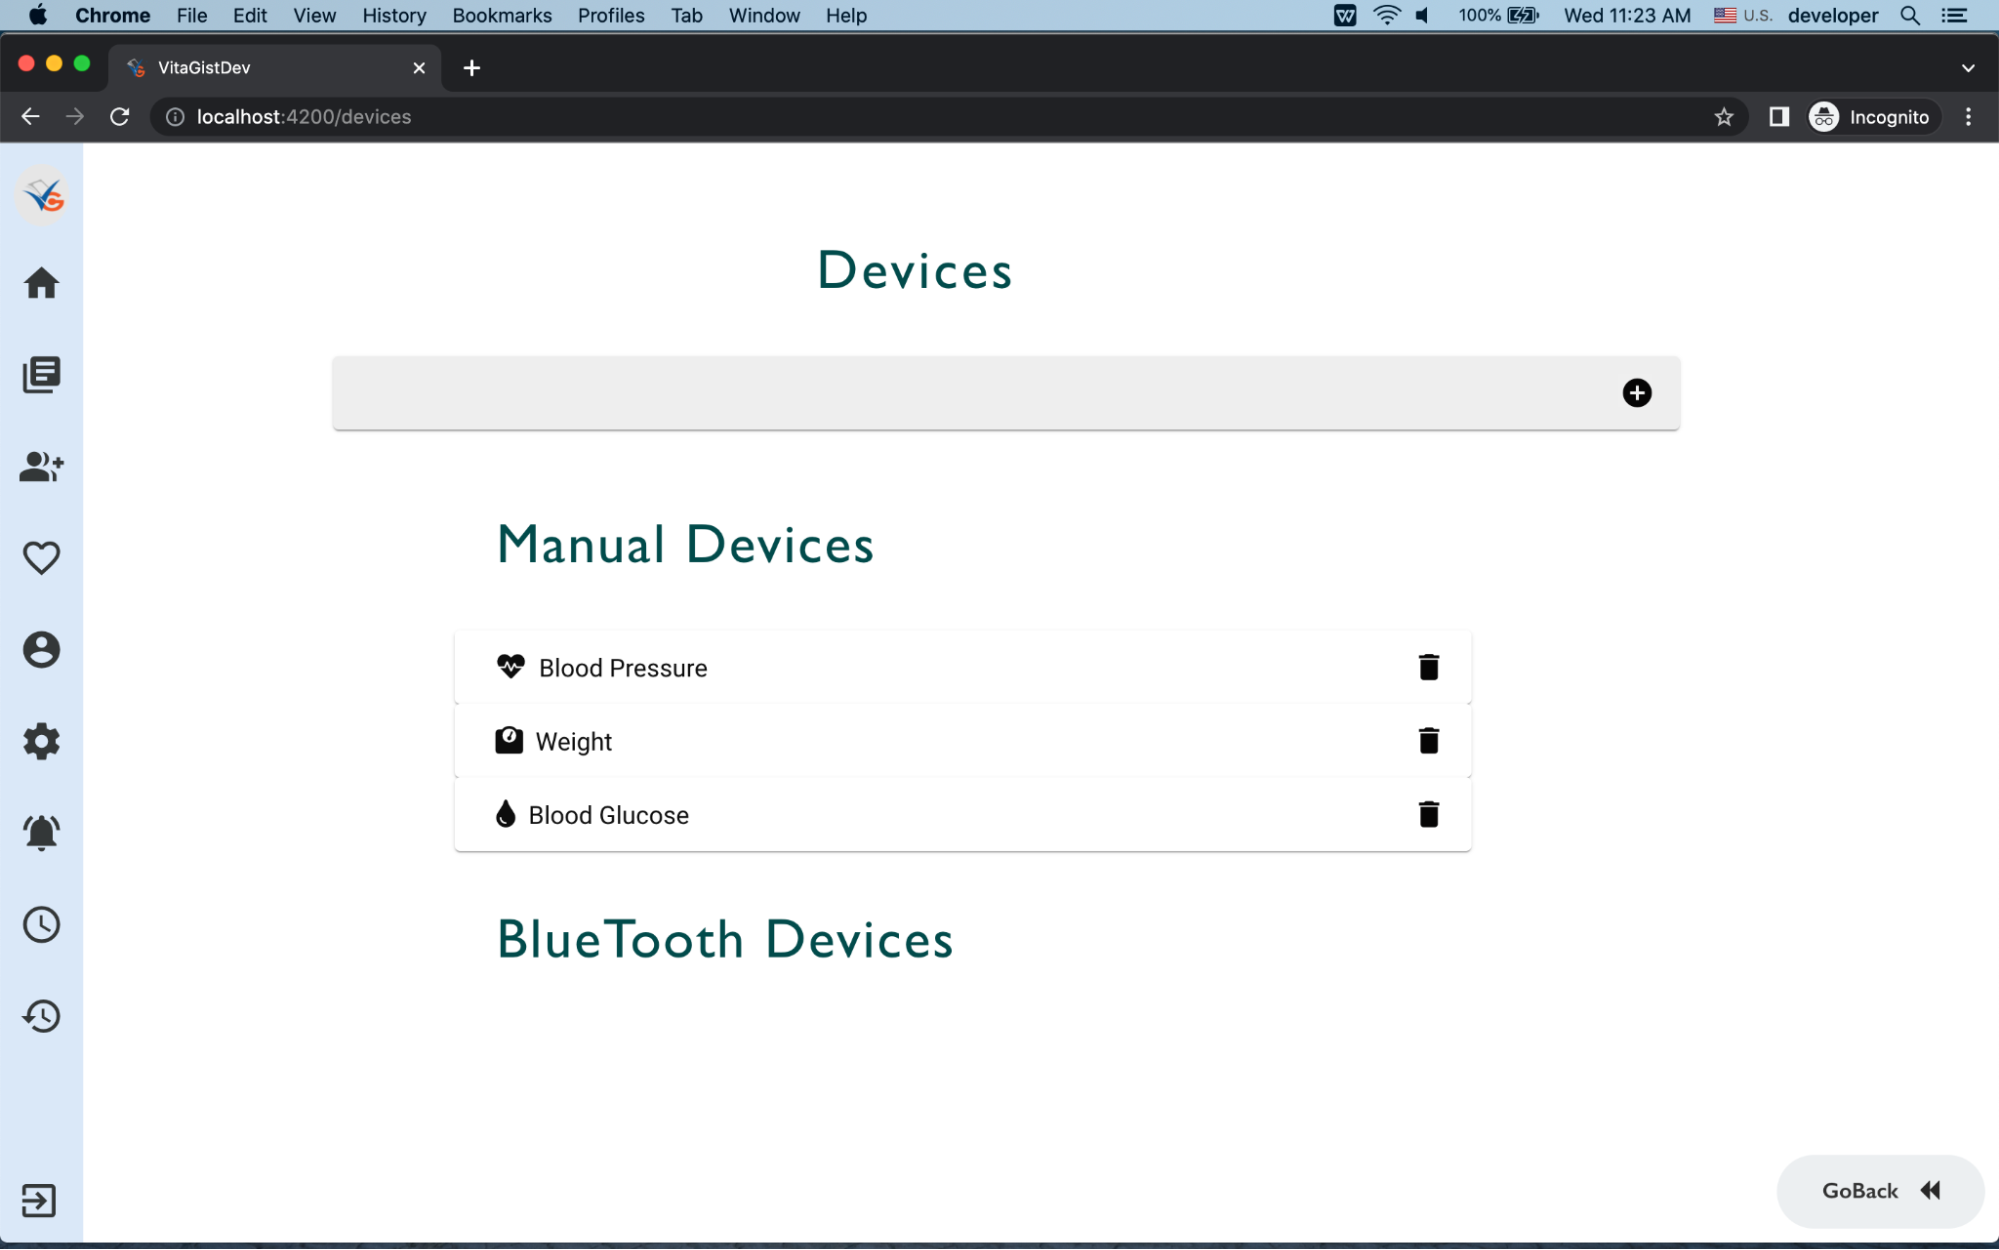 Chrome File Edit View History Bookmarks Profiles Tab Window Help 100% Wed 11:23 AM U.S. developer
VitaGistDev
localhost:4200/devices Incognito
Devices
Manual Devices
Blood Pressure
Weight
Blood Glucose
BlueTooth Devices
GoBack